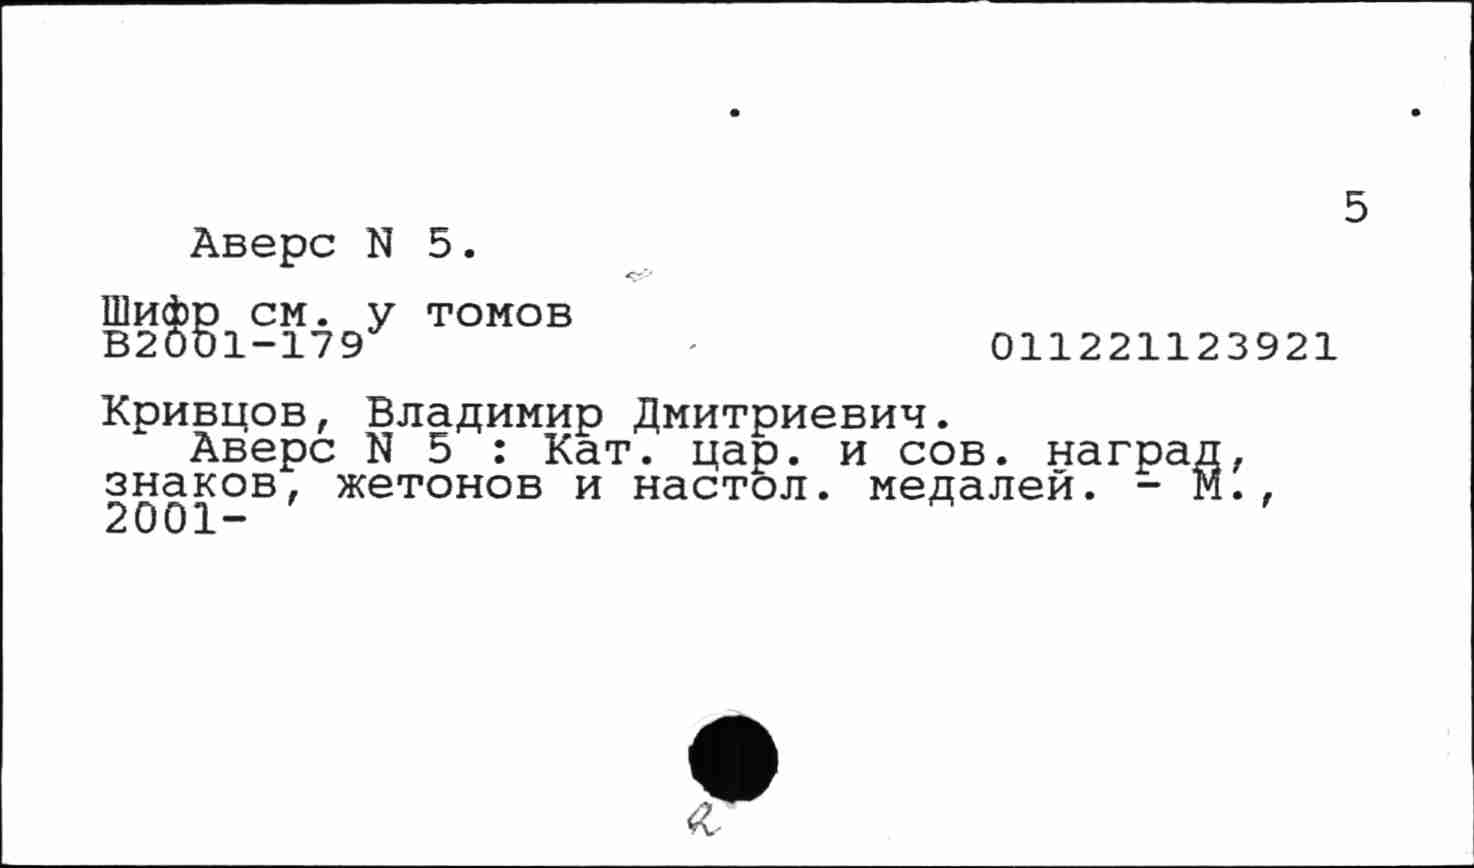 5
Аверс N 5.
Шифр см. у томов
В2001-179 011221123921
Кривцов, Владимир Дмитриевич.
Аверс N 5 : Кат. цар. и сов. наград,
знаков, жетонов и настол. медалей. - М.,
2001-